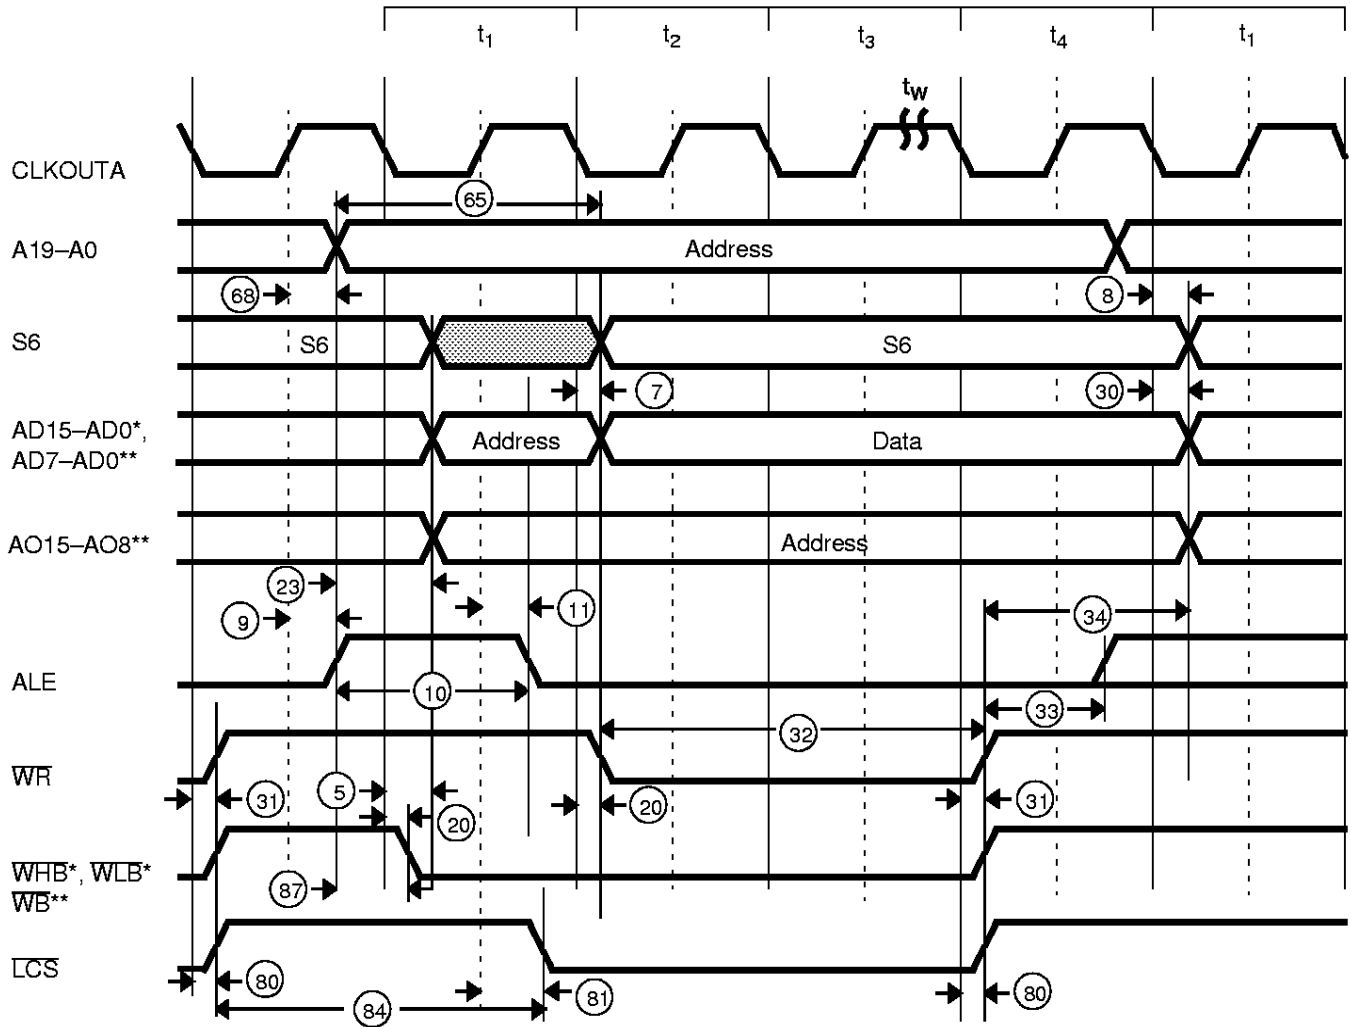 t1 t2 t3 t4 t1
tW
CLKOUTA
65
A19–A0 Address
68 8
S6 S6 S6
7 30
AD15–AD0*, Address Data
AD7–AD0**
AO15–AO8** Address
23
9 11 34
ALE 10 33
32
WR
31 5 20 20 31
WHB*, WLB*
87
WB**
LCS
80 84 81 80